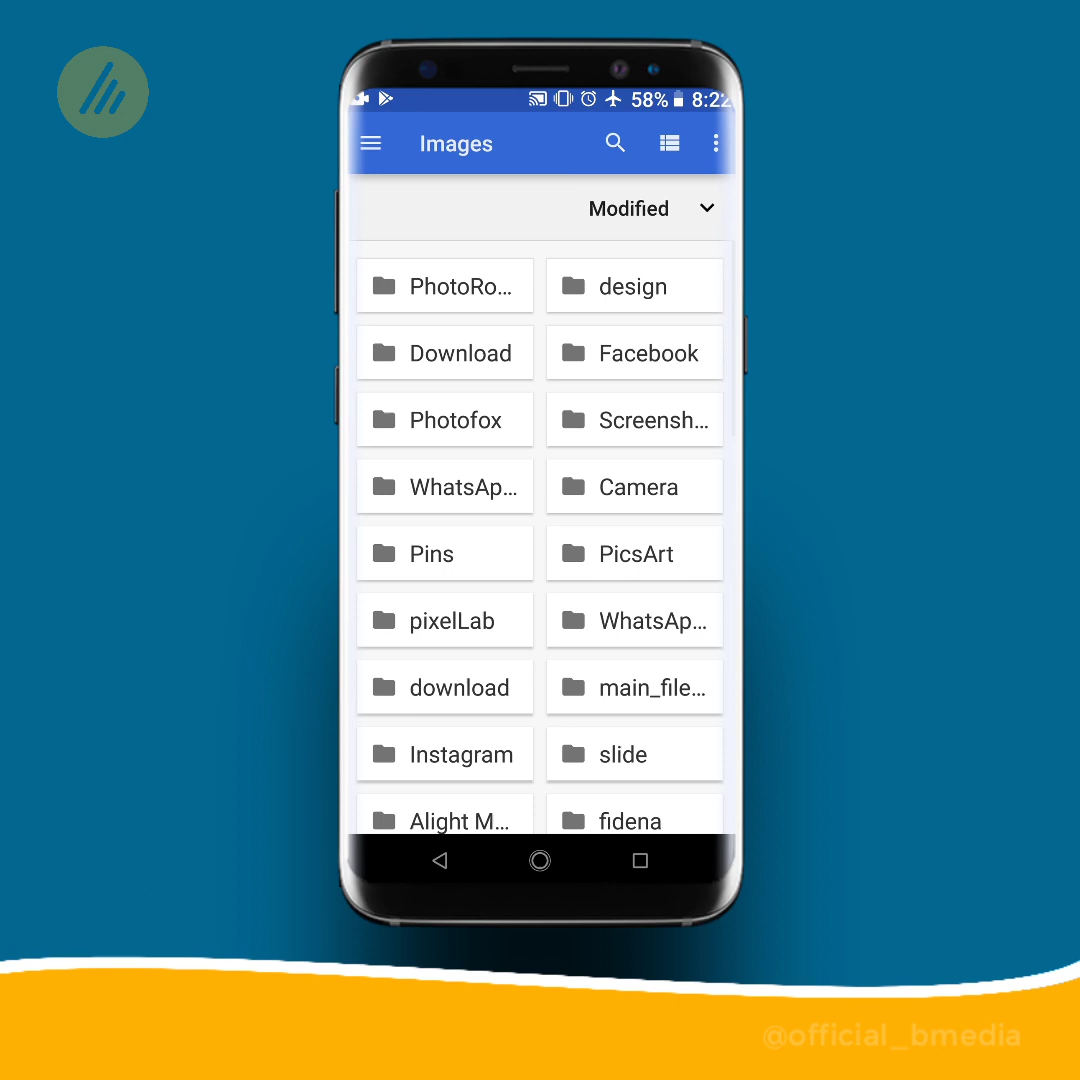 58% 8:22
Images
Modified
PhotoRo... design
Download Facebook
Photofox Screensh...
WhatsAp... Camera
Pins PicsArt
pixelLab WhatsAp...
download main_file...
Instagram slide
Alight M... fidena
@official_bmedia